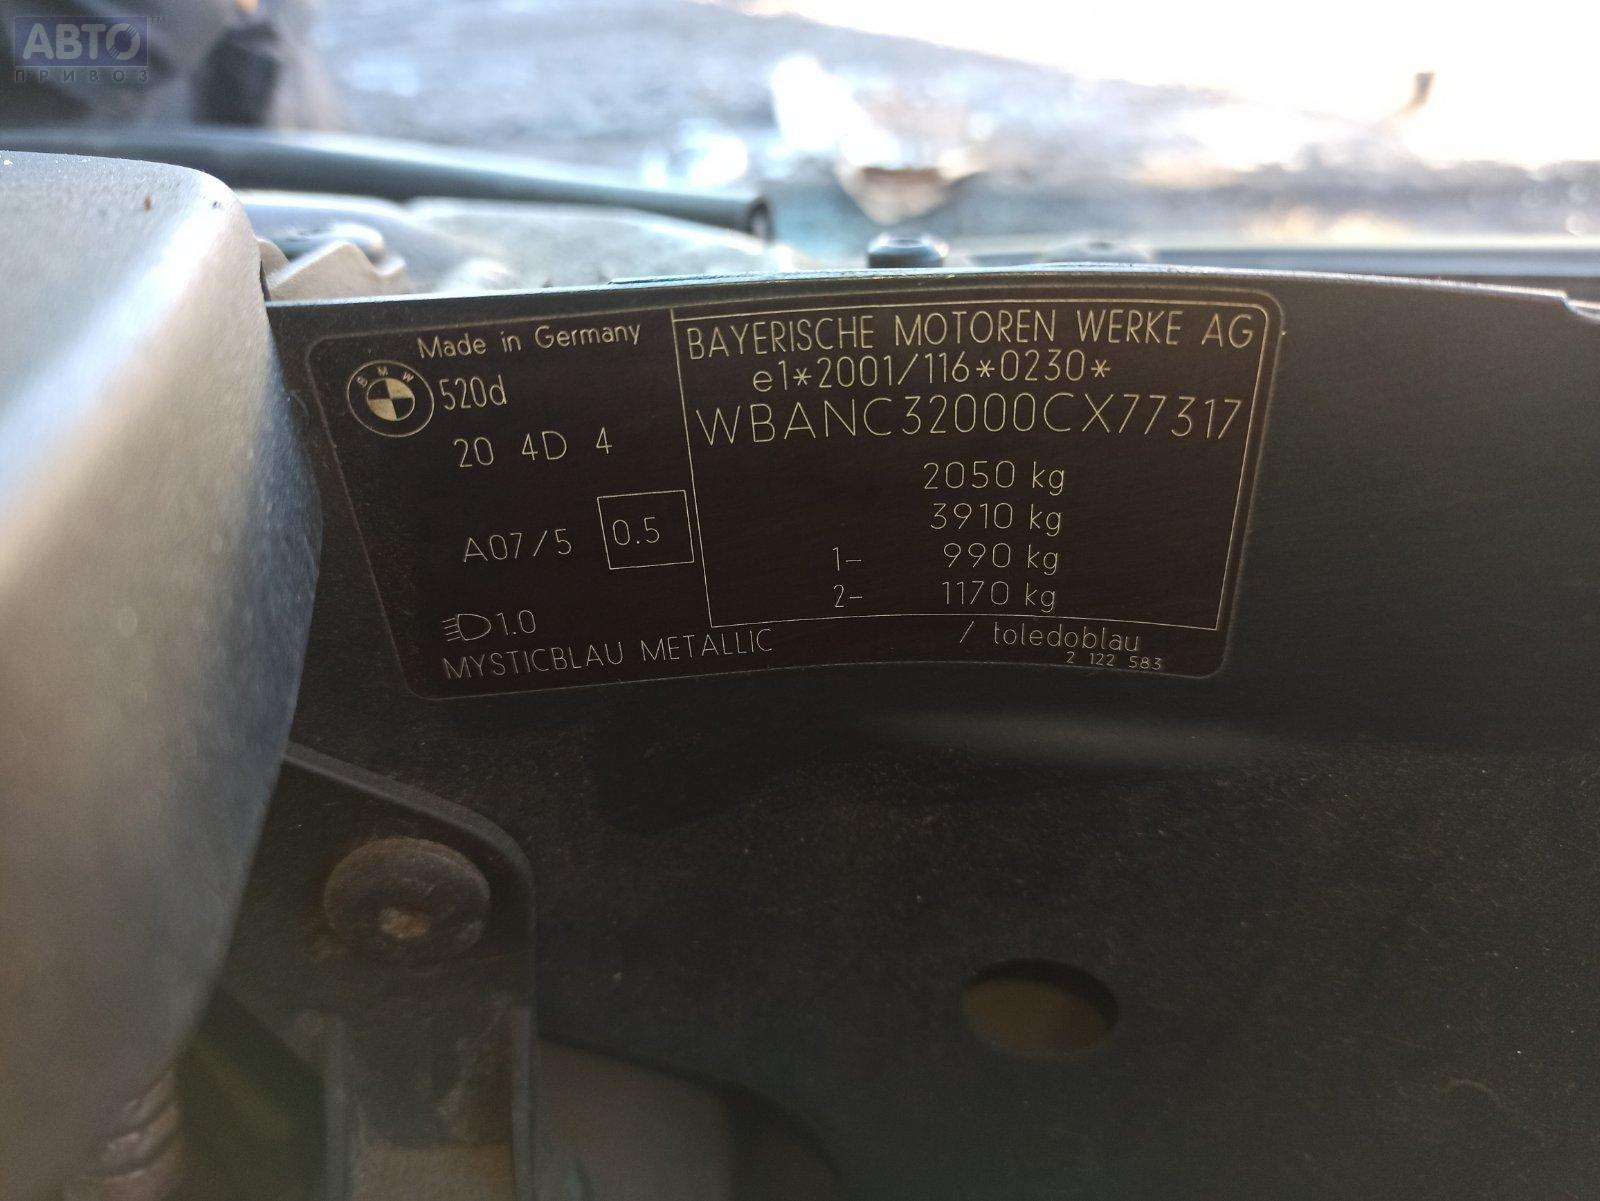 АВТО™
ПРИВОЗ
Made in Germany
BMW
520d
20 4D 4
A07/5 0.5
1.0
MYSTICBLAU METALLIC
BAYERISCHE MOTOREN WERKE AG
e1*2001/116*0230*
WBANC32000CX77317
2050 kg
3910 kg
1- 990 kg
2- 1170 kg
/ toledoblau
2 122 583